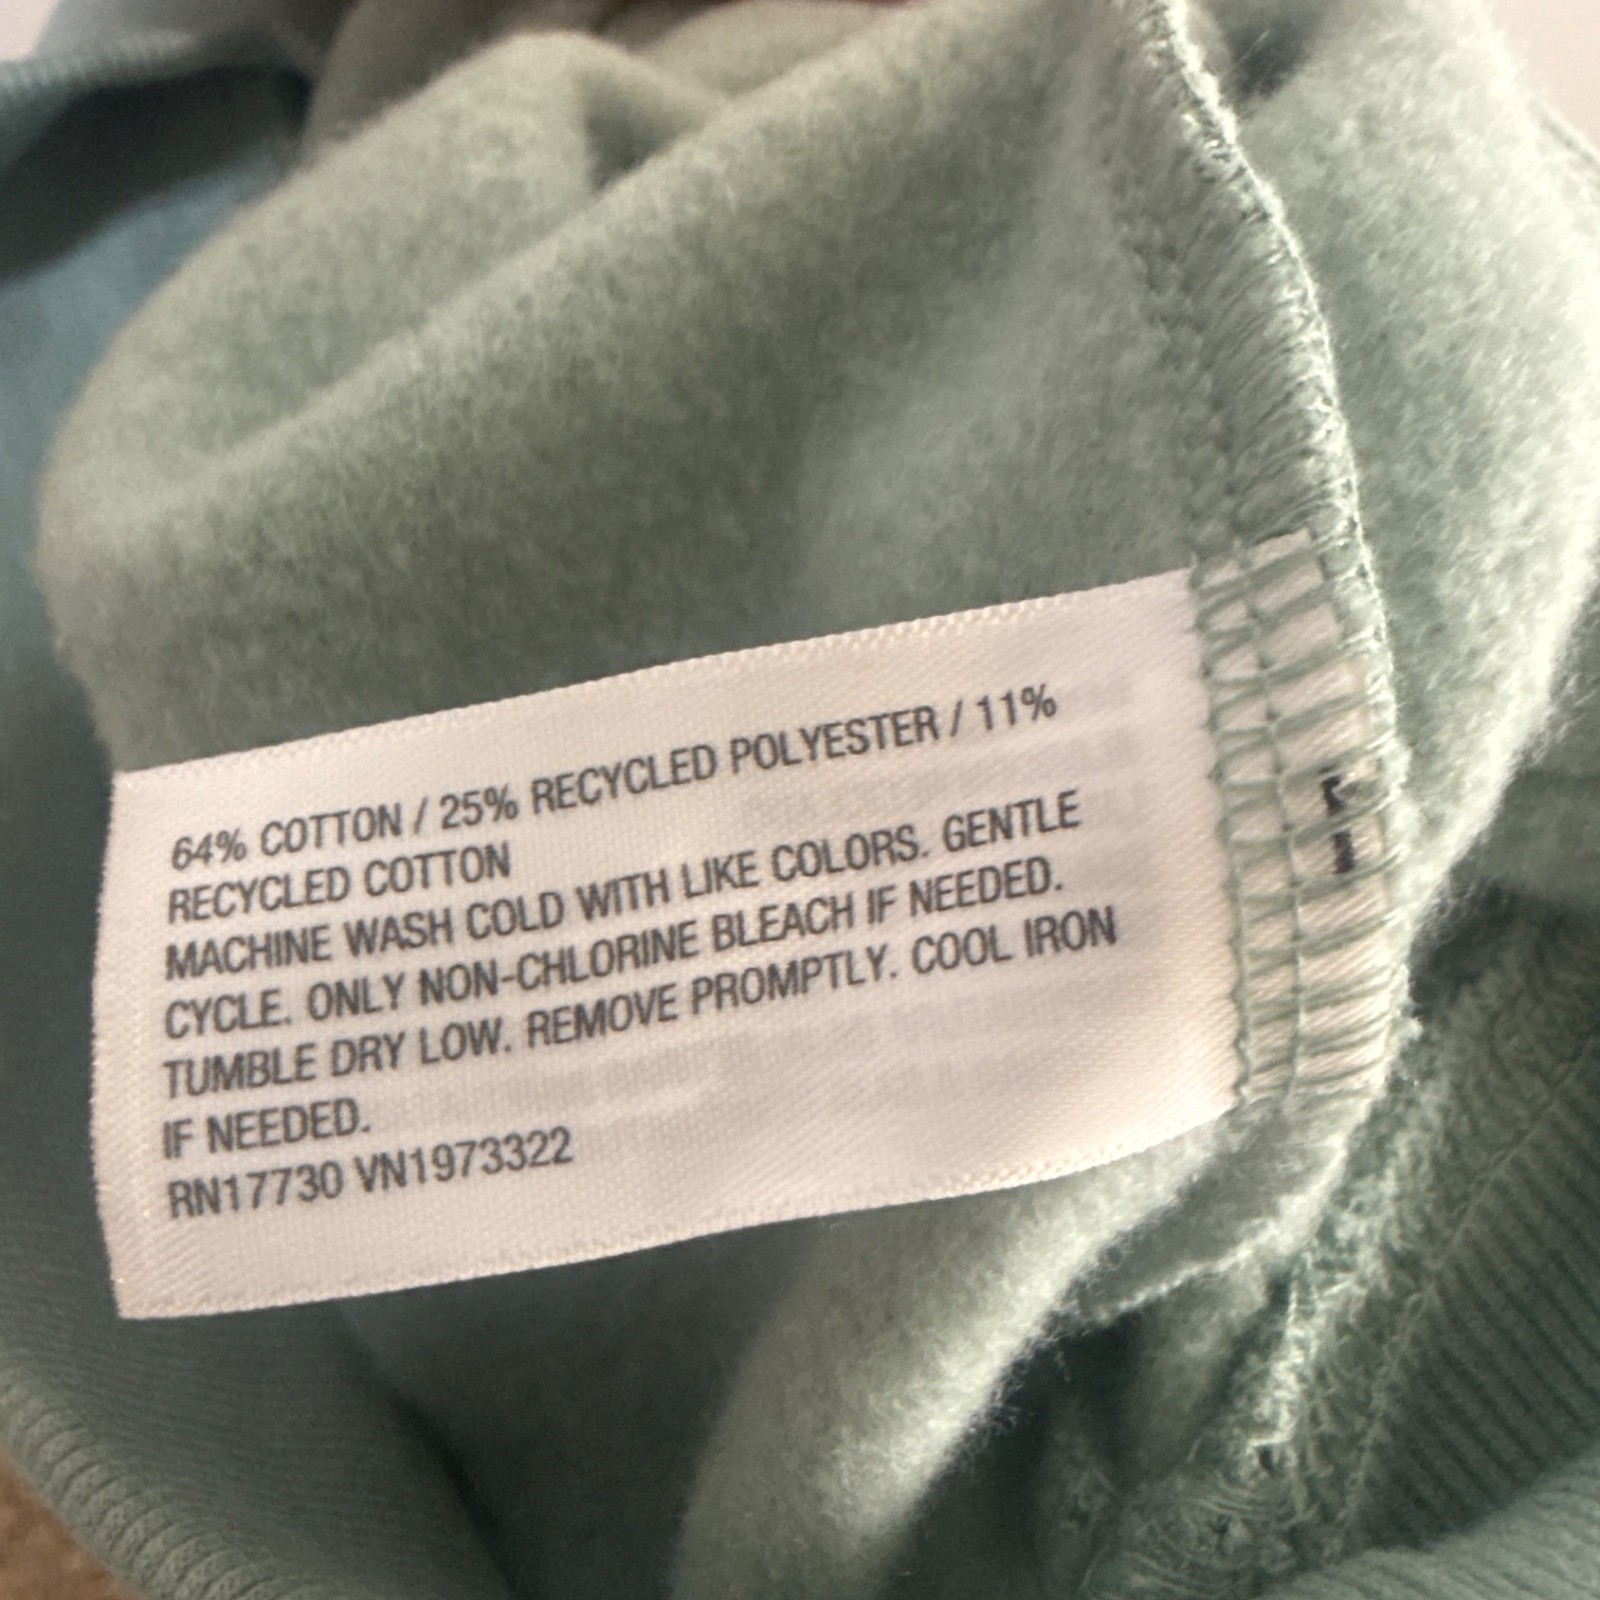 64% COTTON / 25% RECYCLED POLYESTER / 11%
RECYCLED COTTON
MACHINE WASH COLD WITH LIKE COLORS. GENTLE
CYCLE. ONLY NON-CHLORINE BLEACH IF NEEDED.
TUMBLE DRY LOW. REMOVE PROMPTLY. COOL IRON
IF NEEDED.
RN17730 VN1973322